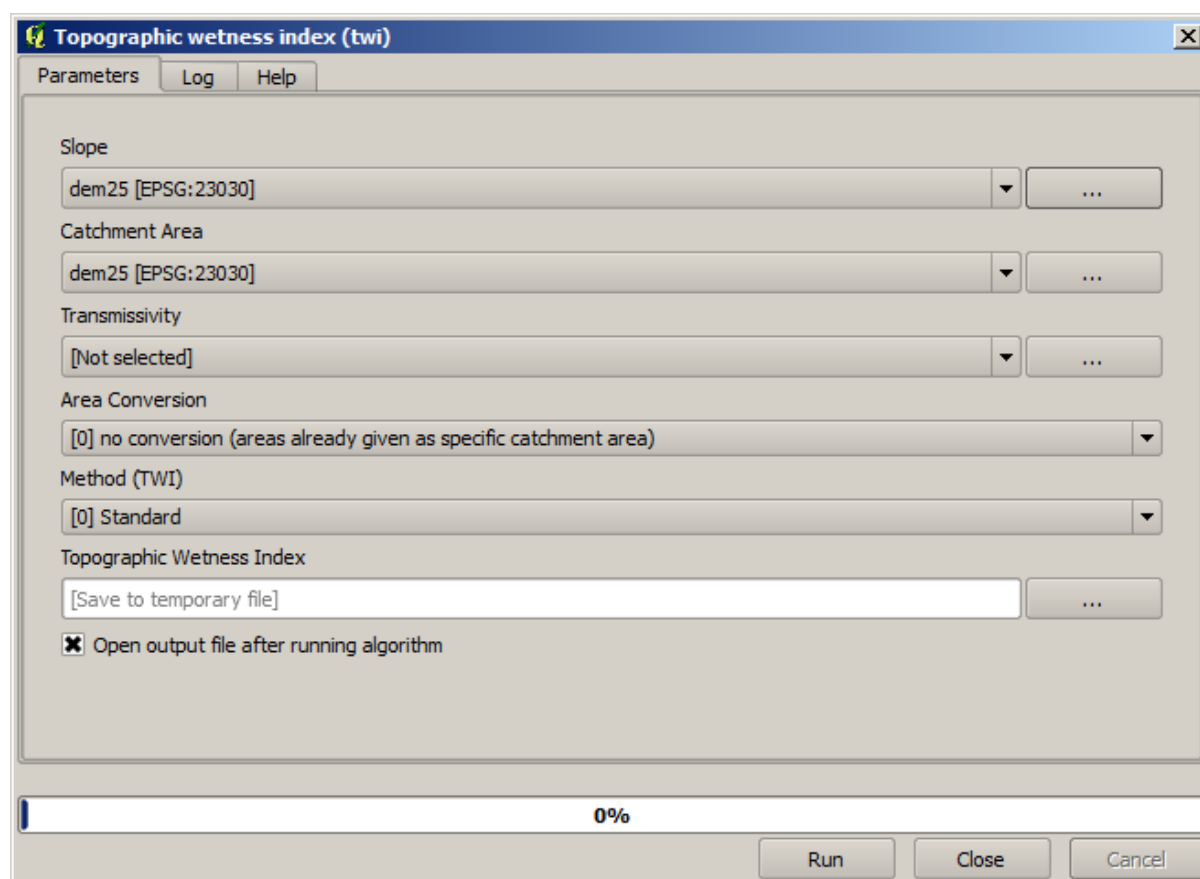 Topographic wetness index (twi)
Parameters Log Help
Slope
dem25 [EPSG:23030]
...
Catchment Area
dem25 [EPSG:23030]
...
Transmissivity
[Not selected]
...
Area Conversion
[0] no conversion (areas already given as specific catchment area)
Method (TWI)
[0] Standard
Topographic Wetness Index
[Save to temporary file]
...
Open output file after running algorithm
0%
Run Close Cancel